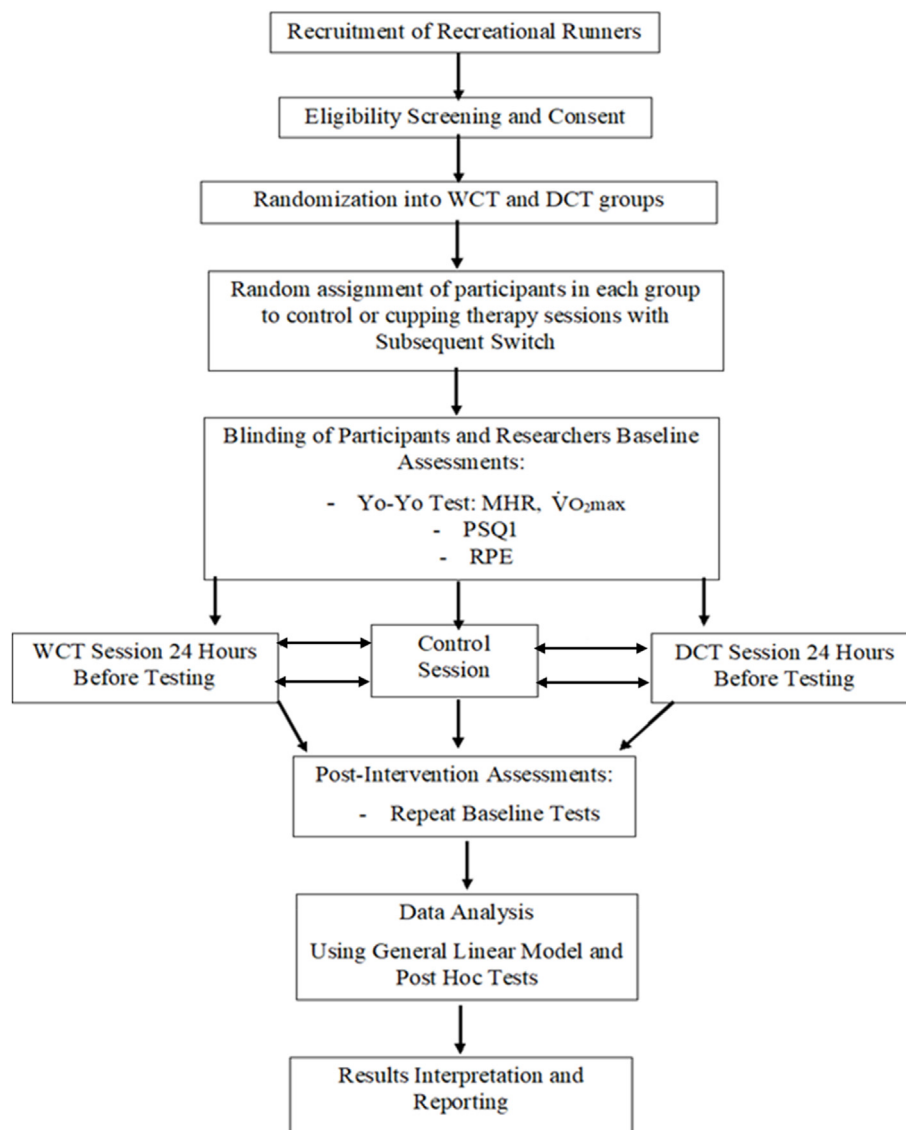 Recruitment of Recreational Runners
Eligibility Screening and Consent
Randomization into WCT and DCT groups
Random assignment of participants in each group
to control or cupping therapy sessions with
Subsequent Switch
Blinding of Participants and Researchers Baseline
Assessments:
- Yo-Yo Test: MHR, V̇O₂max
- PSQ1
- RPE
WCT Session 24 Hours
Before Testing
Control
Session
DCT Session 24 Hours
Before Testing
Post-Intervention Assessments:
- Repeat Baseline Tests
Data Analysis
Using General Linear Model and
Post Hoc Tests
Results Interpretation and
Reporting